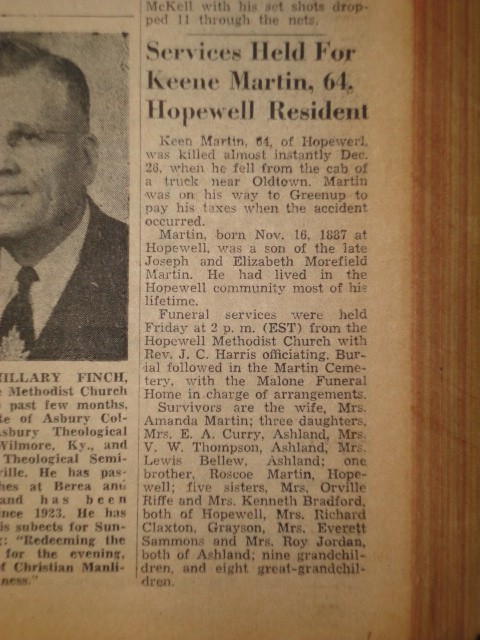 McKell with his set shots drop-
ped 11 through the nets.
Services Held For
Keene Martin, 64,
Hopewell Resident
Keen Martin, 64, of Hopewerl,
was killed almost instantly Dec.
26, when he fell from the cab of
a truck near Oldtown. Martin
was on his way to Greenup to
pay his taxes when the accident
occurred.
Martin, born Nov. 16, 1887 at
Hopewell, was a son of the late
Joseph and Elizabeth Morefield
Martin. He had lived in the
Hopewell community most of his
lifetime.
Funeral services were held
Friday at 2 p. m. (EST) from the
Hopewell Methodist Church with
Rev. J. C. Harris officiating. Bur-
ial followed in the Martin Ceme-
tery, with the Malone Funeral
Home in charge of arrangements.
Survivors are the wife, Mrs.
Amanda Martin; three daughters,
Mrs. E. A. Curry, Ashland, Mrs.
V. W. Thompson, Ashland, Mrs.
Lewis Bellew, Ashland; one
brother, Roscoe Martin, Hope-
well; five sisters, Mrs, Orville
Riffe and Mrs. Kenneth Bradford,
both of Hopewell, Mrs. Richard
Claxton, Grayson, Mrs. Everett
Sammons and Mrs. Roy Jordan,
both of Ashland; nine grandchil-
dren, and eight great-grandchil-
dren.
HILLARY FINCH,
Methodist Church
past few months,
te of Asbury Col-
sbury Theological
Wilmore, Ky., and
Theological Semi-
ville. He has pas-
hes at Berea and
and has been
ince 1923. He has
is subects for Sun-
g: "Redeeming the
for the evening,
f Christian Manli-
ness."